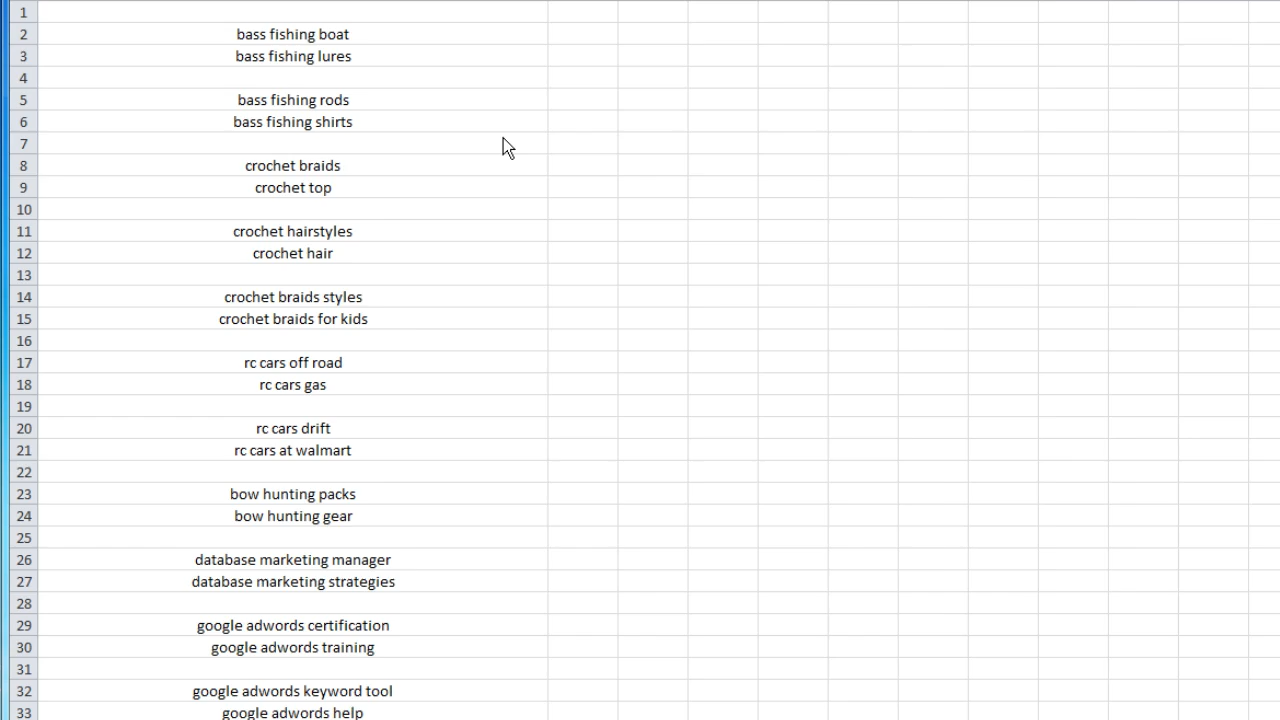 1
2 bass fishing boat
3 bass fishing lures
4
5 bass fishing rods
6 bass fishing shirts
7
8 crochet braids
9 crochet top
10
11 crochet hairstyles
12 crochet hair
13
14 crochet braids styles
15 crochet braids for kids
16
17 rc cars off road
18 rc cars gas
19
20 rc cars drift
21 rc cars at walmart
22
23 bow hunting packs
24 bow hunting gear
25
26 database marketing manager
27 database marketing strategies
28
29 google adwords certification
30 google adwords training
31
32 google adwords keyword tool
33 google adwords help